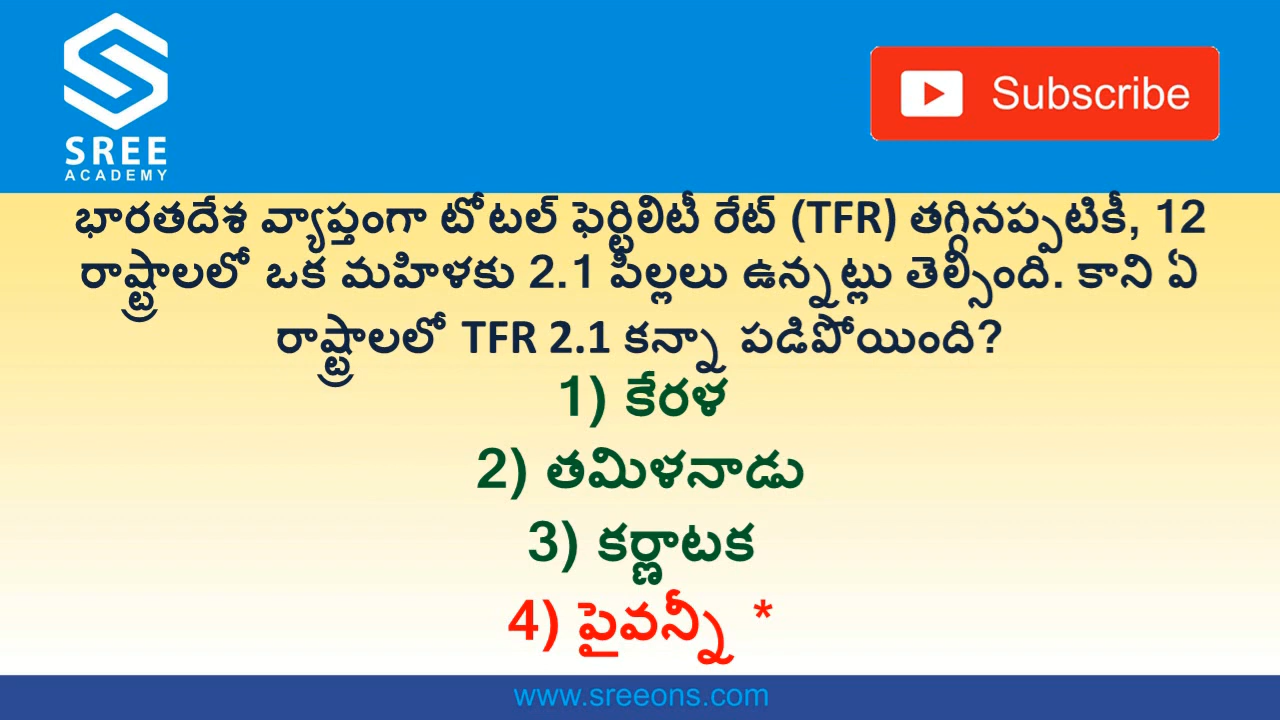 SREE
ACADEMY
Subscribe
భారతదేశ వ్యాప్తంగా టోటల్ ఫెర్టిలిటీ రేట్ (TFR) తగ్గినప్పటికీ, 12
రాష్ట్రాలలో ఒక మహిళకు 2.1 పిల్లలు ఉన్నట్లు తెల్సింది. కాని ఏ
రాష్ట్రాలలో TFR 2.1 కన్నా పడిపోయింది?
1) కేరళ
2) తమిళనాడు
3) కర్ణాటక
4) పైవన్నీ *
www.sreeons.com